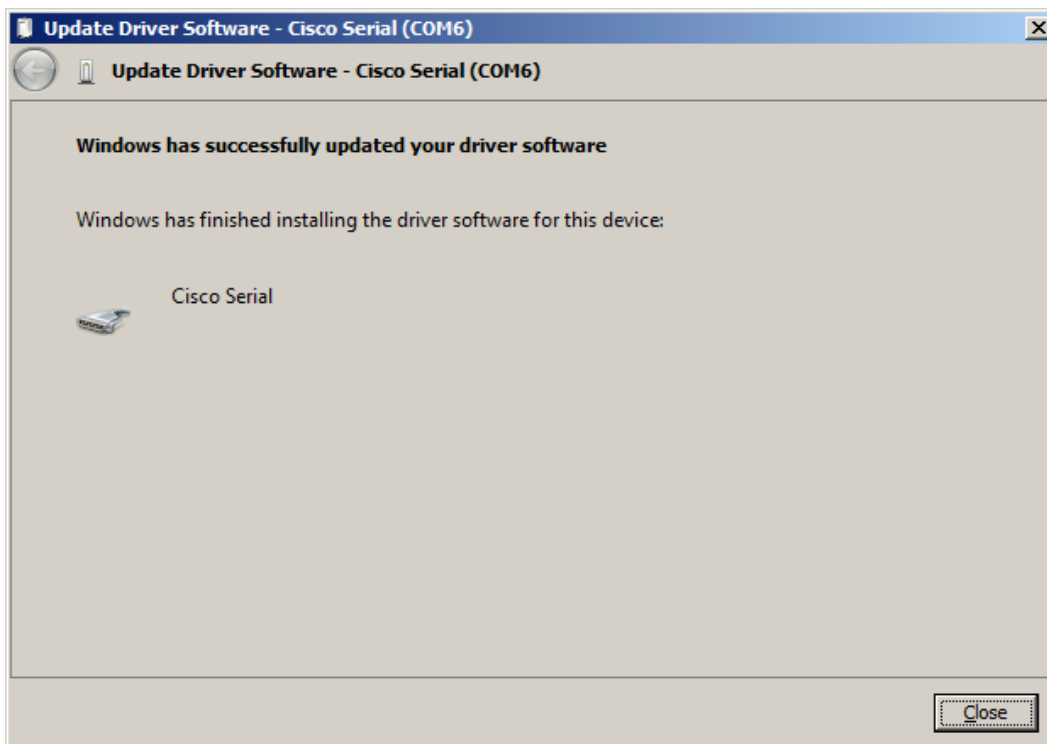 Update Driver Software - Cisco Serial (COM6)
Update Driver Software - Cisco Serial (COM6)
Windows has successfully updated your driver software
Windows has finished installing the driver software for this device:
Cisco Serial
Close